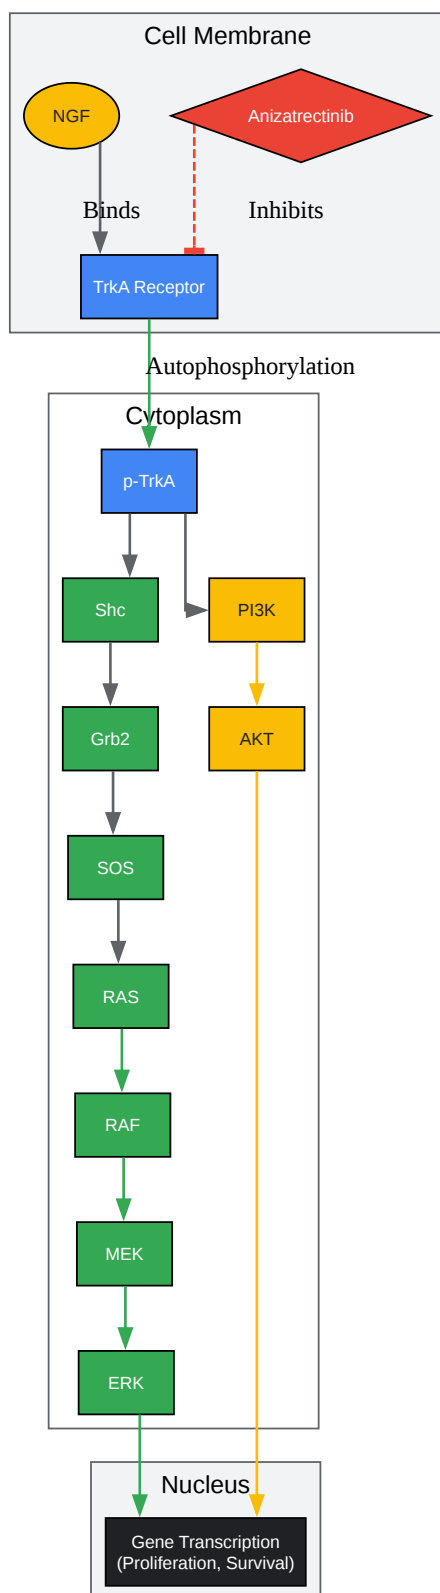 Cell Membrane
NGF
Anizatrectinib
Binds
Inhibits
TrkA Receptor
Autophosphorylation
Cytoplasm
p-TrkA
Shc
PI3K
Grb2
AKT
SOS
RAS
RAF
MEK
ERK
Nucleus
Gene Transcription
(Proliferation, Survival)